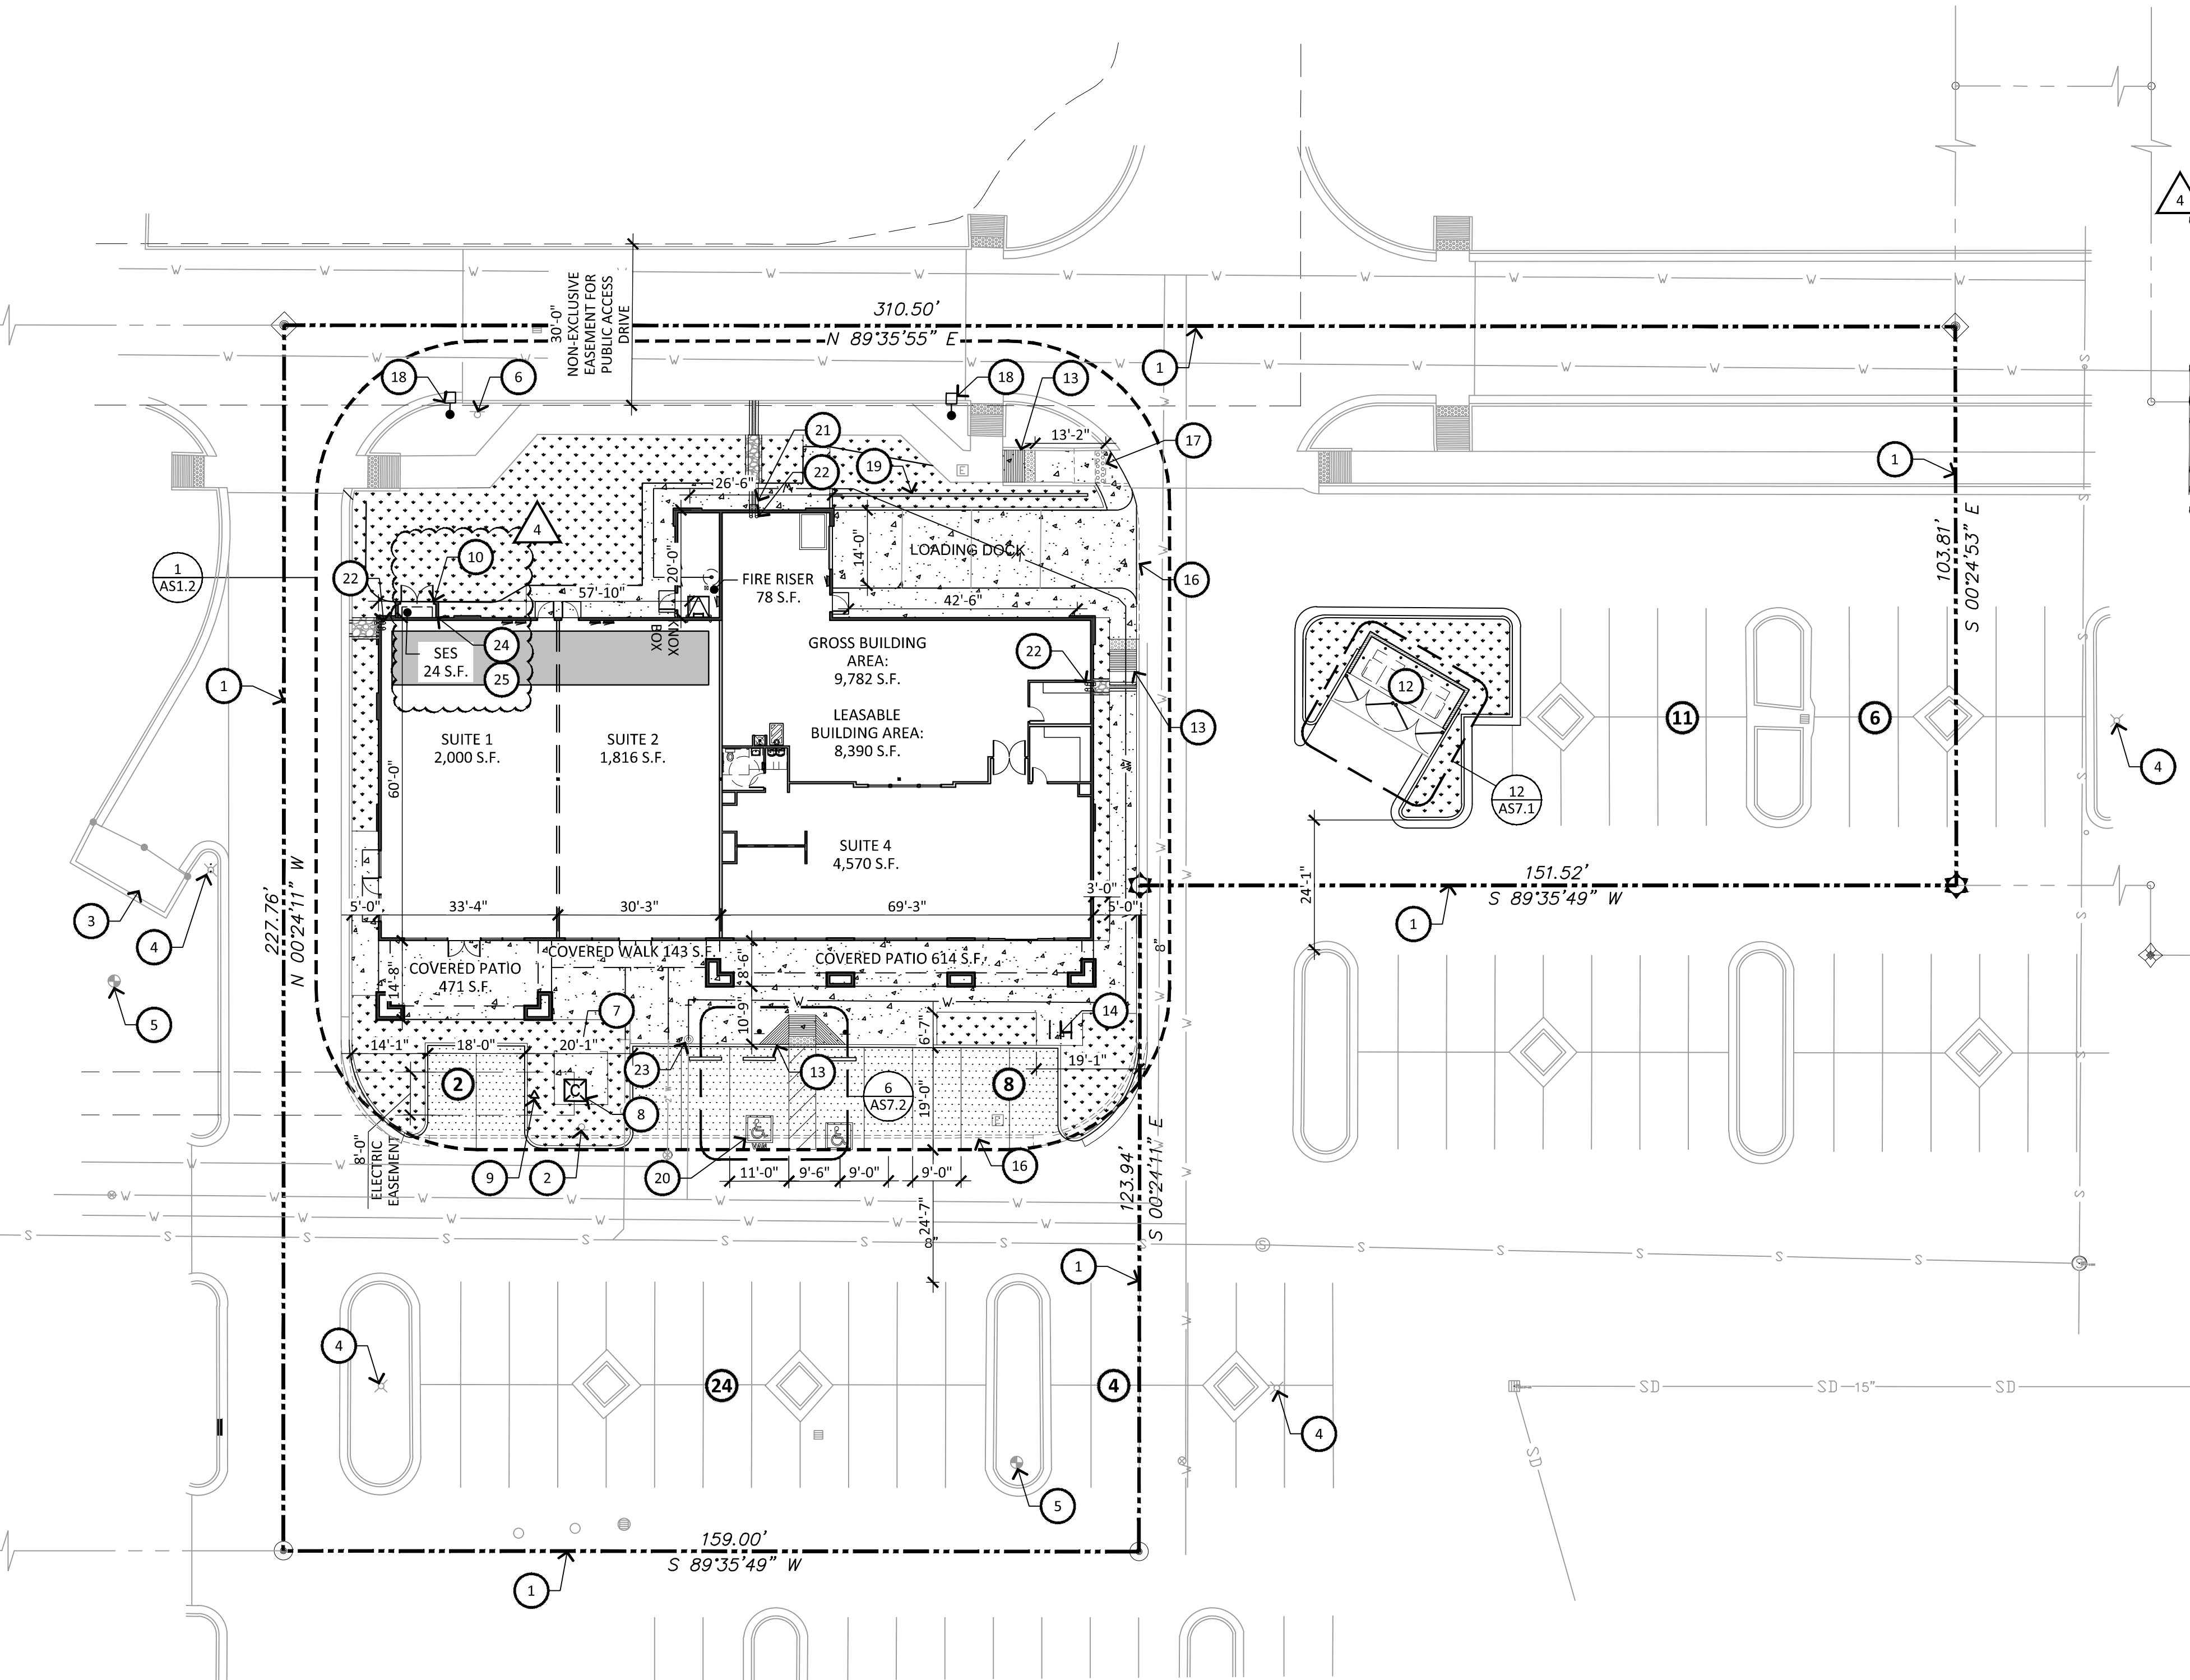 4
W W W W W W W W W W W W
30'-0"
NON-EXCLUSIVE
EASEMENT FOR
PUBLIC ACCESS
DRIVE
310.50'
N 89°35'55" E
W W W W W W W W W W
1
18
6
18
13
13'-2"
17
21
19
22
26'-6"
1
103.81'
S 00°24'53" E
4
10
1
AS1.2
22
57'-10"
20'-0"
FIRE RISER
78 S.F.
14'-0"
LOADING DOCK
16
42'-6"
KNOX
BOX
SES
24 S.F.
24
25
GROSS BUILDING
AREA:
9,782 S.F.
22
1
LEASABLE
BUILDING AREA:
8,390 S.F.
13
12
11
6
4
SUITE 1
2,000 S.F.
SUITE 2
1,816 S.F.
60'-0"
12
AS7.1
SUITE 4
4,570 S.F.
227.76'
N 00°24'11" W
24'-1"
151.52'
S 89°35'49" W
1
3
4
5
5'-0"
33'-4"
30'-3"
69'-3"
3'-0"
5'-0"
8"
COVERED WALK 143 S.F.
COVERED PATIO
471 S.F.
14'-8"
8'-6"
COVERED PATIO 614 S.F.
7
10'-9"
W W W
6'-7"
14
14'-1"
18'-0"
20'-1"
19'-1"
23
13
2
C
8
6
AS7.2
19'-0"
8
E
8'-0"
ELECTRIC
EASEMENT
VAN
9
2
20
16
11'-0"
9'-6"
9'-0"
9'-0"
123.94'
S 00°24'11" E
24'-7"
8"
W W W W W W W
S S S S S S S S S S S S
1
4
24
4
4
5
SD SD 15" SD
SD
159.00'
S 89°35'49" W
1